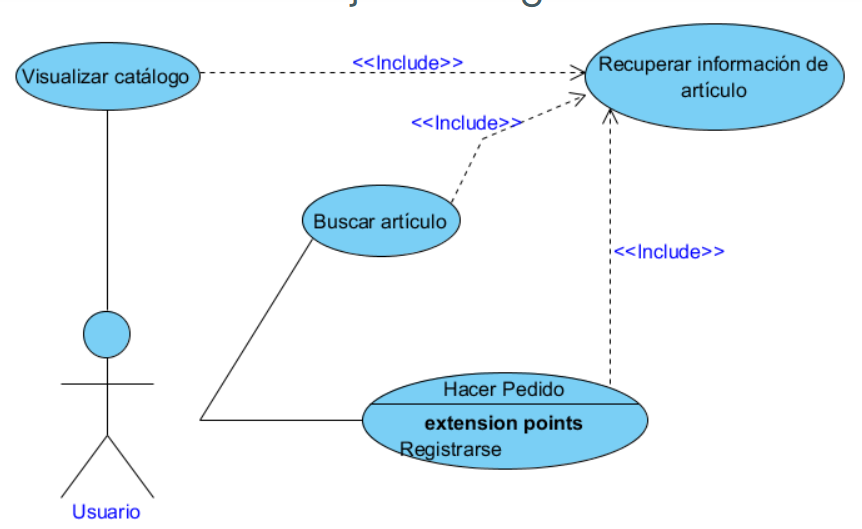 Visualizar catálogo
<<Include>>
Recuperar información de
artículo
<<Include>>
Buscar artículo
<<Include>>
Hacer Pedido
extension points
Registrarse
Usuario